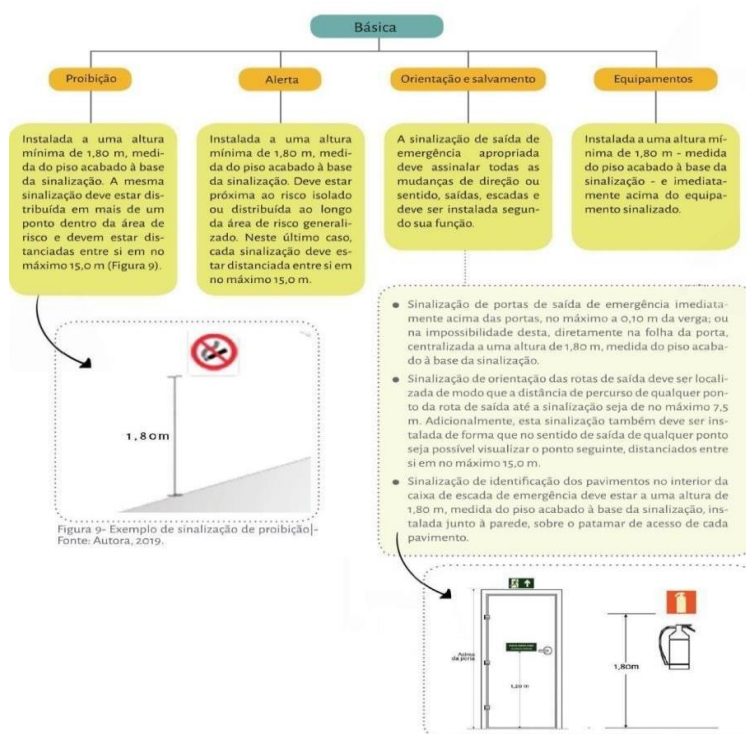 Básica
Proibição
Instalada a uma altura
mínima de 1,80 m, medi-
da do piso acabado à base
da sinalização. A mesma
sinalização deve estar dis-
tribuída em mais de um
ponto dentro da área de
risco e devem estar dis-
tanciadas entre si em no
máximo 15,0 m (Figura 9).
Alerta
Instalada a uma altura
mínima de 1,80 m, medi-
da do piso acabado à base
da sinalização. Deve estar
próxima ao risco isolado
ou distribuída ao longo
da área de risco generali-
zado. Neste último caso,
cada sinalização deve es-
tar distanciada entre si em
no máximo 15,0 m.
Orientação e salvamento
A sinalização de saída de
emergência apropriada
deve assinalar todas as
mudanças de direção ou
sentido, saídas, escadas e
deve ser instalada segun-
do sua função.
Equipamentos
Instalada a uma altura mí-
nima de 1,80 m - medida
do piso acabado à base da
sinalização - e imediata-
mente acima do equipa-
mento sinalizado.
1,80m
Figura 9- Exemplo de sinalização de proibição|-
Fonte: Autora, 2019.
• Sinalização de portas de saída de emergência imediata-
mente acima das portas, no máximo a 0,10 m da verga; ou
na impossibilidade desta, diretamente na folha da porta,
centralizada a uma altura de 1,80 m, medida do piso acaba-
do à base da sinalização.
• Sinalização de orientação das rotas de saída deve ser locali-
zada de modo que a distância de percurso de qualquer pon-
to da rota de saída até a sinalização seja de no máximo 7,5
m. Adicionalmente, esta sinalização também deve ser ins-
talada de forma que no sentido de saída de qualquer ponto
seja possível visualizar o ponto seguinte, distanciados entre
si em no máximo 15,0 m.
• Sinalização de identificação dos pavimentos no interior da
caixa de escada de emergência deve estar a uma altura de
1,80 m, medida do piso acabado à base da sinalização, ins-
talada junto à parede, sobre o patamar de acesso de cada
pavimento.
Acima
da porta
1,20 m
1,80m